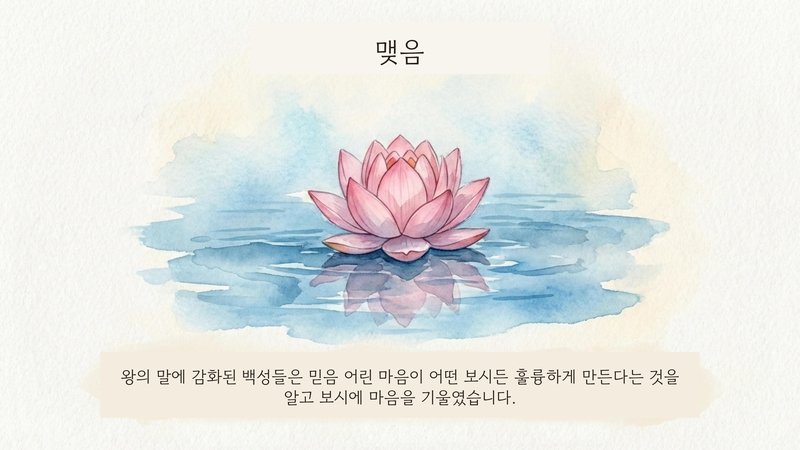 맺음
왕의 말에 감화된 백성들은 믿음 어린 마음이 어떤 보시든 훌륭하게 만든다는 것을
알고 보시에 마음을 기울였습니다.